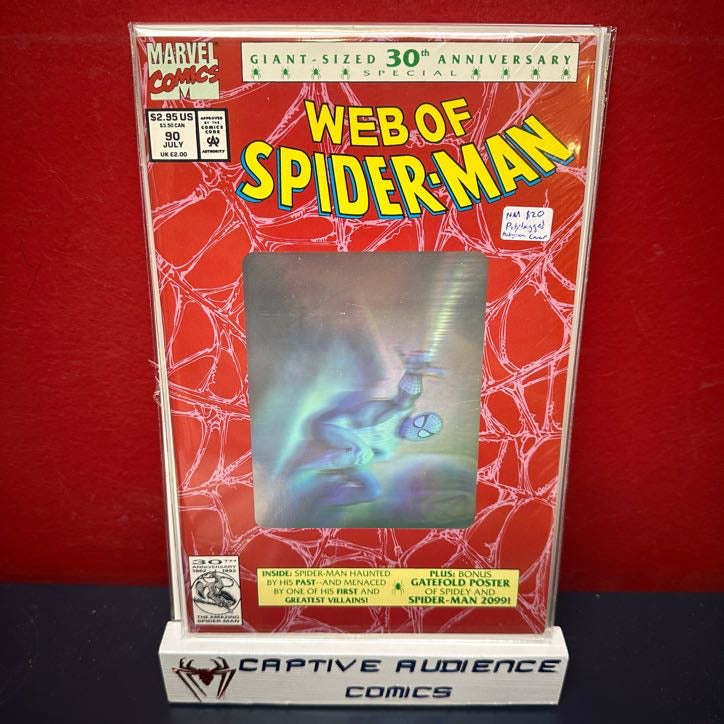 MARVEL
COMICS
M
GIANT-SIZED 30th ANNIVERSARY
SPECIAL
$2.95 US
$3.50 CAN
90
JULY
UK £2.00
APPROVED
BY THE
COMICS
CODE
CA
AUTHORITY
WEB OF
SPIDER-MAN
NM $20
Polybagged
Hologram Cover
30TH
ANNIVERSARY
1962 1992
THE AMAZING
SPIDER-MAN
INSIDE: SPIDER-MAN HAUNTED
BY HIS PAST--AND MENACED
BY ONE OF HIS FIRST AND
GREATEST VILLAINS!
PLUS: BONUS
GATEFOLD POSTER
OF SPIDEY AND
SPIDER-MAN 2099!
CAPTIVE AUDIENCE
COMICS